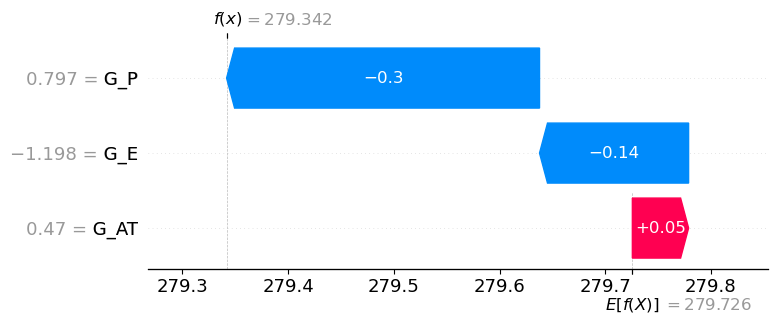 f(x) = 279.342
0.797 = G_P
−0.3
−1.198 = G_E
−0.14
0.47 = G_AT
+0.05
279.3 279.4 279.5 279.6 279.7 279.8
E[f(X)] = 279.726